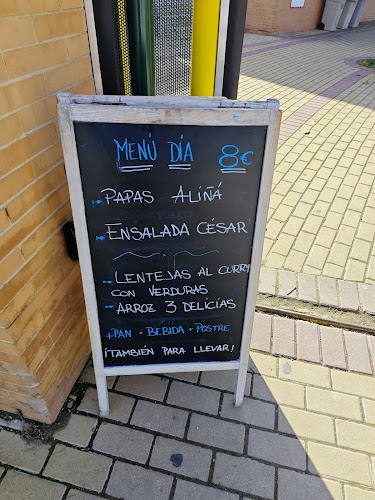 MENÚ DÍA 8€
- PAPAS ALIÑÁ
- ENSALADA CÉSAR
- LENTEJAS AL CURRY
CON VERDURAS
- ARROZ 3 DELÍCIAS
+PAN + BEBIDA + POSTRE
¡TAMBIÉN PARA LLEVAR!